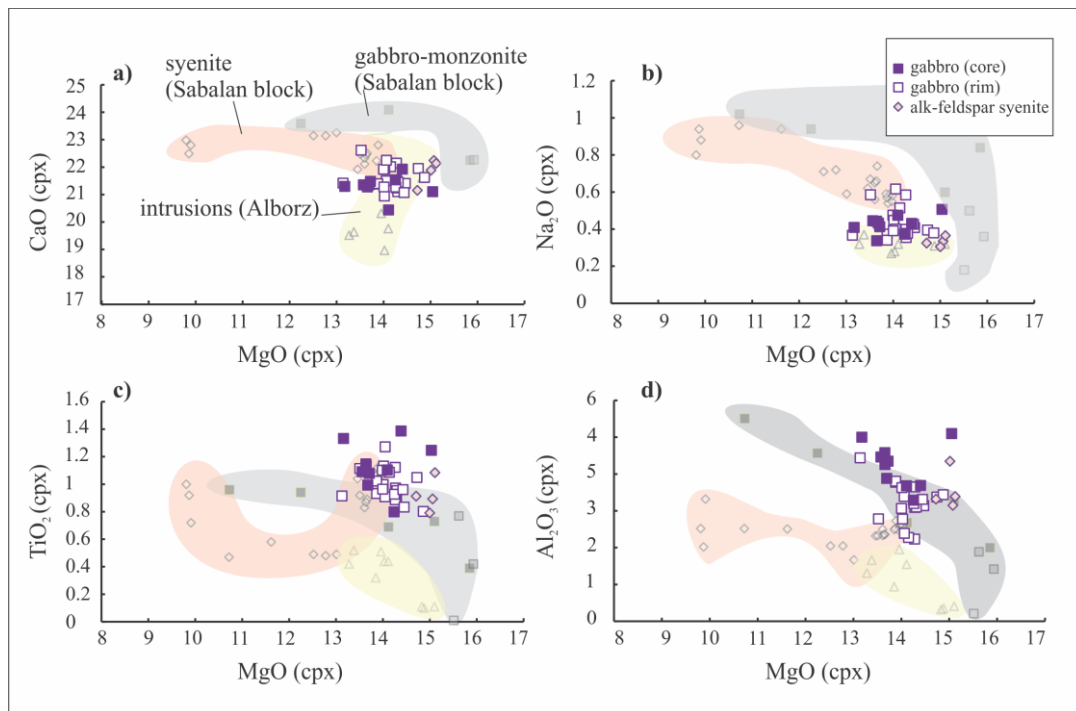 a)
syenite
(Sabalan block)
gabbro-monzonite
(Sabalan block)
intrusions (Alborz)
CaO (cpx)
26
25
24
23
22
21
20
19
18
17
8 9 10 11 12 13 14 15 16 17
MgO (cpx)
b)
gabbro (core)
gabbro (rim)
alk-feldspar syenite
Na₂O (cpx)
1.2
1
0.8
0.6
0.4
0.2
0
8 9 10 11 12 13 14 15 16 17
MgO (cpx)
c)
TiO₂ (cpx)
1.6
1.4
1.2
1
0.8
0.6
0.4
0.2
0
8 9 10 11 12 13 14 15 16 17
MgO (cpx)
d)
Al₂O₃ (cpx)
6
4
5
3
2
1
0
8 9 10 11 12 13 14 15 16 17
MgO (cpx)